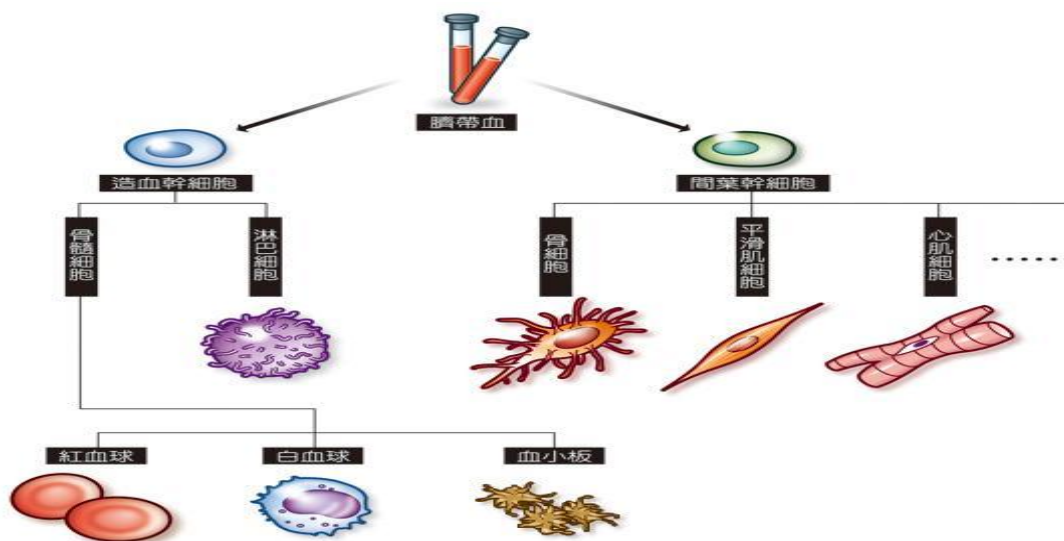 臍帶血
造血幹細胞
間葉幹細胞
骨髓細胞
淋巴細胞
骨細胞
平滑肌細胞
心肌細胞
.....
紅血球
白血球
血小板